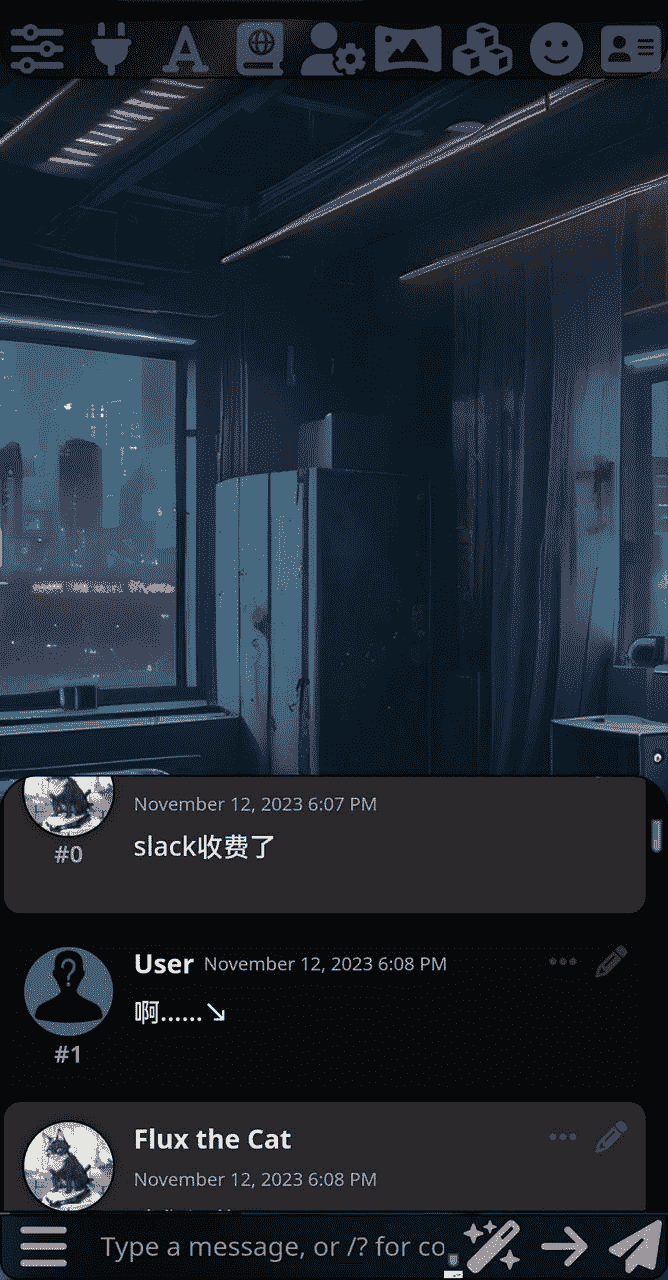 November 12, 2023 6:07 PM
#0
slack收费了
User November 12, 2023 6:08 PM
啊……↘
#1
Flux the Cat
November 12, 2023 6:08 PM
Type a message, or /? for co